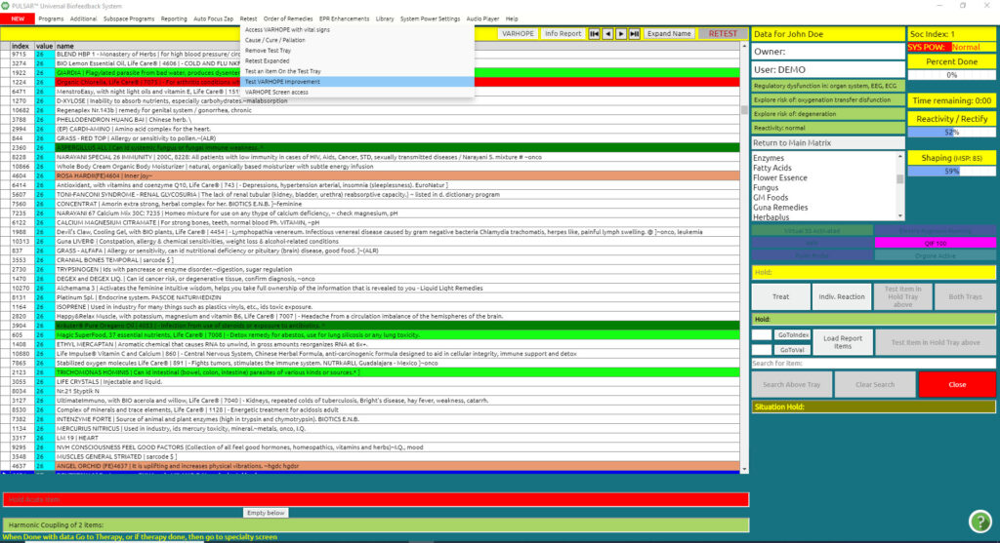 PULSAR™ Universal Biofeedback System
NEW Programs Additional Subspace Programs Reporting Auto Focus Zap Retest Order of Remedies EPR Enhancements Library System Power Settings Audio Player Help
Access VARHOPE with vital signs
Cause / Cure / Paliation
Remove Test Tray
Retest Expanded
Test an Item On the Test Tray
Test VARHOPE Improvement
VARHOPE Screen access
VARHOPE Info Report Expand Name RETEST
index value name
9715 26 BLEND HBP 1 - Monastery of Herbs | for high blood pressure/ circ
3274 26 BIO Lemon Essential Oil, Life Care® | 4606 | - COLD AND FLU
1922 26 GIARDIA | Flagylated parasite from bad water, produces dysenter
1224 26 Organic Chlorella, Life Care® | 7075 | - For arthritis conditions
6471 26 MenstroEasy, with night light oils and vitamin E, Life Care® | 151
1270 26 D-XYLOSE | Inability to absorb nutrients, especially carbohydrates.~malabsorption
10682 26 Regenaplex Nr.143b | remedy for genital system / gonorrhea, chronic
3788 26 PHELLODENDRON HUANG BAI | Chinese herb. \
2994 26 (EP) CARDI-AMINO | Amino acid complex for the heart.
844 26 GRASS - RED TOP | Allergy or sensitivity to pollen.~(ALR)
2360 26 ASPERGILLUS ALL | Can id systemic fungus or fungal immune weakness. ^
8228 26 NARAYANI SPECIAL 26 IMMUNITY | 200C, 8228: All patients with low immunity in cases of HIV, Aids, Cancer, STD, sexually transmitted diseases / Narayani S. mixture # ~onco
10866 26 Whole Body Cream Organic Body Moisturizer | natural, organically based moisturizer with subtle energy infusion
4604 26 ROSA HARDII(FE)4604 | Inner joy~
6414 26 Antioxidant, with vitamins and coenzyme Q10, Life Care® | 743 | - Depressions, hypertension arterial, insomnia (sleeplessness). EuroNatur ]
5607 26 TONI-FANCONI SYNDROME - RENAL GLYCOSURIA | The lack of renal tubular (kidney, bladder, urethra) reabsorptive capacity.) ~ listed in d. dictionary program
7560 26 CONCENTRAT | Amorin extra strong, herbal complex for her. BIOTICS E.N.B. ]~feminine
7235 26 NARAYANI 67 Calcium Mix 30C: 7235 | Homeo mixture for use on any thype of calcium deficiency, ~ check magnesium, pH
6122 26 CALCIUM MAGNESIUM CITRAMATE | For strong bones, teeth, normal blood Ph. VITAMIN, ~pH
1988 26 Devil's Claw, Cooling Gel, with BIO plants, Life Care® | 4454 | - Lymphopathia venereum. Infectious venereal disease caused by gram negative bacteria Chlamydia trachomatis, herpes like, painful lymph swelling. @ ]~onco, leukemia
10313 26 Guna LIVER© | Constipation, allergy & chemical sensitivities, weight loss & alcohol-related conditions
837 26 GRASS - ALFAFA | Allergy or sensitivity, can id nutritional deficiency or pituitary (brain) disease, good food. ]~(ALR)
3553 26 CRANIAL BONES TEMPORAL | sarcode $ ]
2730 26 TRYPSINOGEN | Ids with pancrease or enzyme disorder.~digestion, sugar regulation
1470 26 DEGEX and DEGEX LIQ. | Can id cancer risk, or degenerative tissue, confirm diagnosis, ~onco
10270 26 Alchemama 3 | Activates the feminine intuitive wisdom, helps you take full ownership of the information that is revealed to you - Liquid Light Remedies
8131 26 Platinum Spl. | Endocrine system. PASCOE NATURMEDIZIN
1164 26 ISOPRENE | Used in industry for many things such as plastics vinyl, etc., ids toxic exposure.
2820 26 Happy&Relax Muscle, with potassium, magnesium and vitamin B6, Life Care® | 7007 | - Headache from a circulation imbalance of the hemispheres of the brain.
3904 26 Kräuter® Pure Oregano Oil | 4053 | - Infection from use of steroids or exposure to antibiotics. ^
605 26 Magic SuperFood, 37 essential nutrients, Life Care® | 7006 | - Detox remedy for abestos, use for lung silicosis or any lung toxicity.
1408 26 ETHYL MERCAPTAN | Aromatic chemical that causes RNA to unwind, in gross amounts reorganizes RNA at 6x+.
10680 26 Life Impulse® Vitamin C and Calcium | 860 | - Central Nervous System, Chinese Herbal Formula, anti-carcinogenic formula designed to aid in cellular integrity, immune support and detox
7865 26 Stabilized oxygen molecules Life Care® | 891 | Fights tumors, stimulates the immune system. NUTRIKARLI, Guadalajara - Mexico ]~onco
2123 26 TRICHOMONAS HOMINIS | Can id intestinal (bowel, colon, intestine) parasites of various kinds or sources.^ ]
3055 26 LIFE CRYSTALS | Injectable and liquid.
8034 26 Nr.21 Styptik N
3127 26 UltimateImmuno, with BIO acerola and willow, Life Care® | 7040 | - Kidneys, repeated colds of tuberculosis, Bright's disease, hay fever, weakness, catarrh.
8530 26 Complex of minerals and trace elements, Life Care® | 1128 | - Energetic treatment for acidosis adult
7382 26 INTENZYME FORTE | Source of animal and plant enzymes (high in trypsin and chymotrypsin). BIOTICS E.N.B.
1134 26 MERCURIUS NITRICUS | Used in industry, ids mercury toxicity, mineral.~metals, onco, I.Q.
3317 26 LM 19 | HEART
9295 26 NVH CONSCIOUSNESS FEEL GOOD FACTORS (Collection of all feel good hormones, homeopathics, vitamins and herbs)~I.Q., mood
3548 26 MUSCLES GENERAL STRIATED | sarcode $ ]
4637 26 ANGEL ORCHID (FE)4637 | It is uplifting and increases physical vibrations. ~hgdc hgdsr
Hold Acute Item
Empty below
Harmonic Coupling of 2 items:
When Done with data Go to Therapy, or if therapy done, then go to specialty screen
Data for John Doe
Owner:
User: DEMO
Regulatory dysfunction in: organ system, EEG, ECG
Explore risk of: oxygenation transfer disfunction
Explore risk of: degeneration
Reactivity: normal
Return to Main Matrix
Enzymes
Fatty Acids
Flower Essence
Fungus
GM Foods
Guna Remedies
Herbaplus
Soc Index: 1
SYS POW: Normal
Percent Done
0%
Time remaining: 0:00
Reactivity / Rectify
52%
Shaping (MSP: 85)
59%
Virtual 3S Activated
QIF 100
Orgone Active
Hold:
Treat
Indiv. Reaction
Test Item in Hold Tray above
Both Trays
Hold:
GoToIndex
GoToVal
Load Report Items
Test Item in Hold Tray above
Search for item:
Search Above Tray
Clear Search
Close
Situation Hold:
?